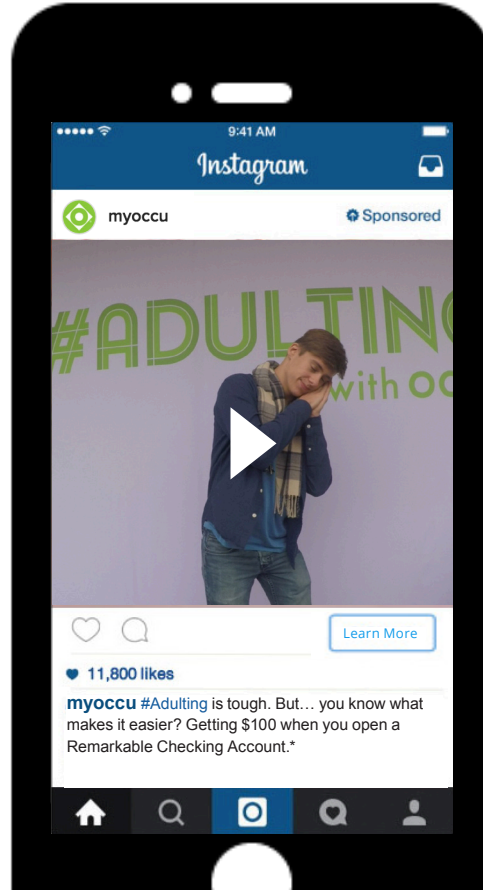 9:41 AM
Instagram
myoccu
Sponsored
#ADULTING
with OC
11,800 likes
Learn More
myoccu #Adulting is tough. But… you know what
makes it easier? Getting $100 when you open a
Remarkable Checking Account.*